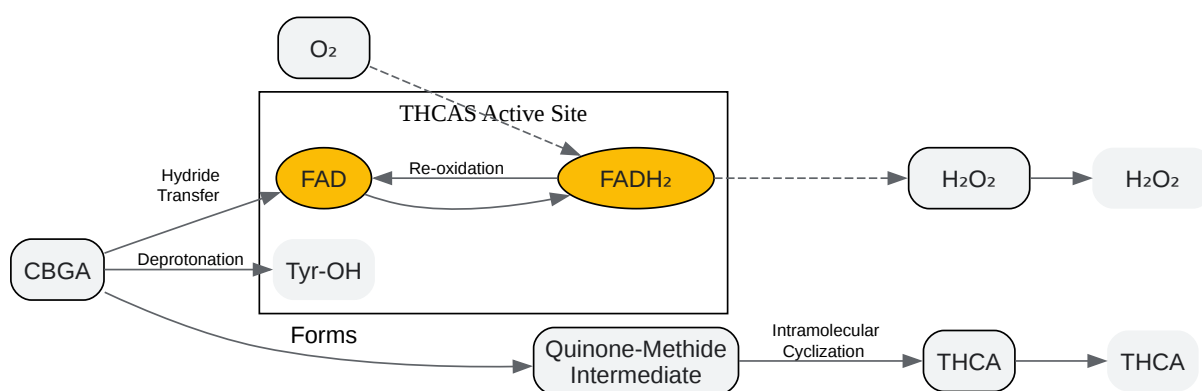 O₂
THCAS Active Site
Hydride
Transfer
FAD
Re-oxidation
FADH₂
H₂O₂
H₂O₂
CBGA
Deprotonation
Tyr-OH
Forms
Quinone-Methide
Intermediate
Intramolecular
Cyclization
THCA
THCA